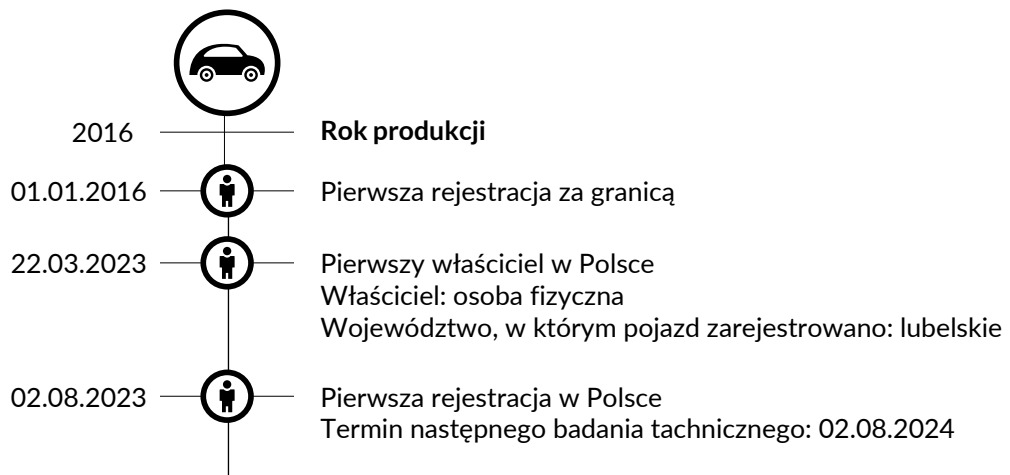 2016
Rok produkcji
01.01.2016
Pierwsza rejestracja za granicą
22.03.2023
Pierwszy właściciel w Polsce
Właściciel: osoba fizyczna
Województwo, w którym pojazd zarejestrowano: lubelskie
02.08.2023
Pierwsza rejestracja w Polsce
Termin następnego badania tachnicznego: 02.08.2024